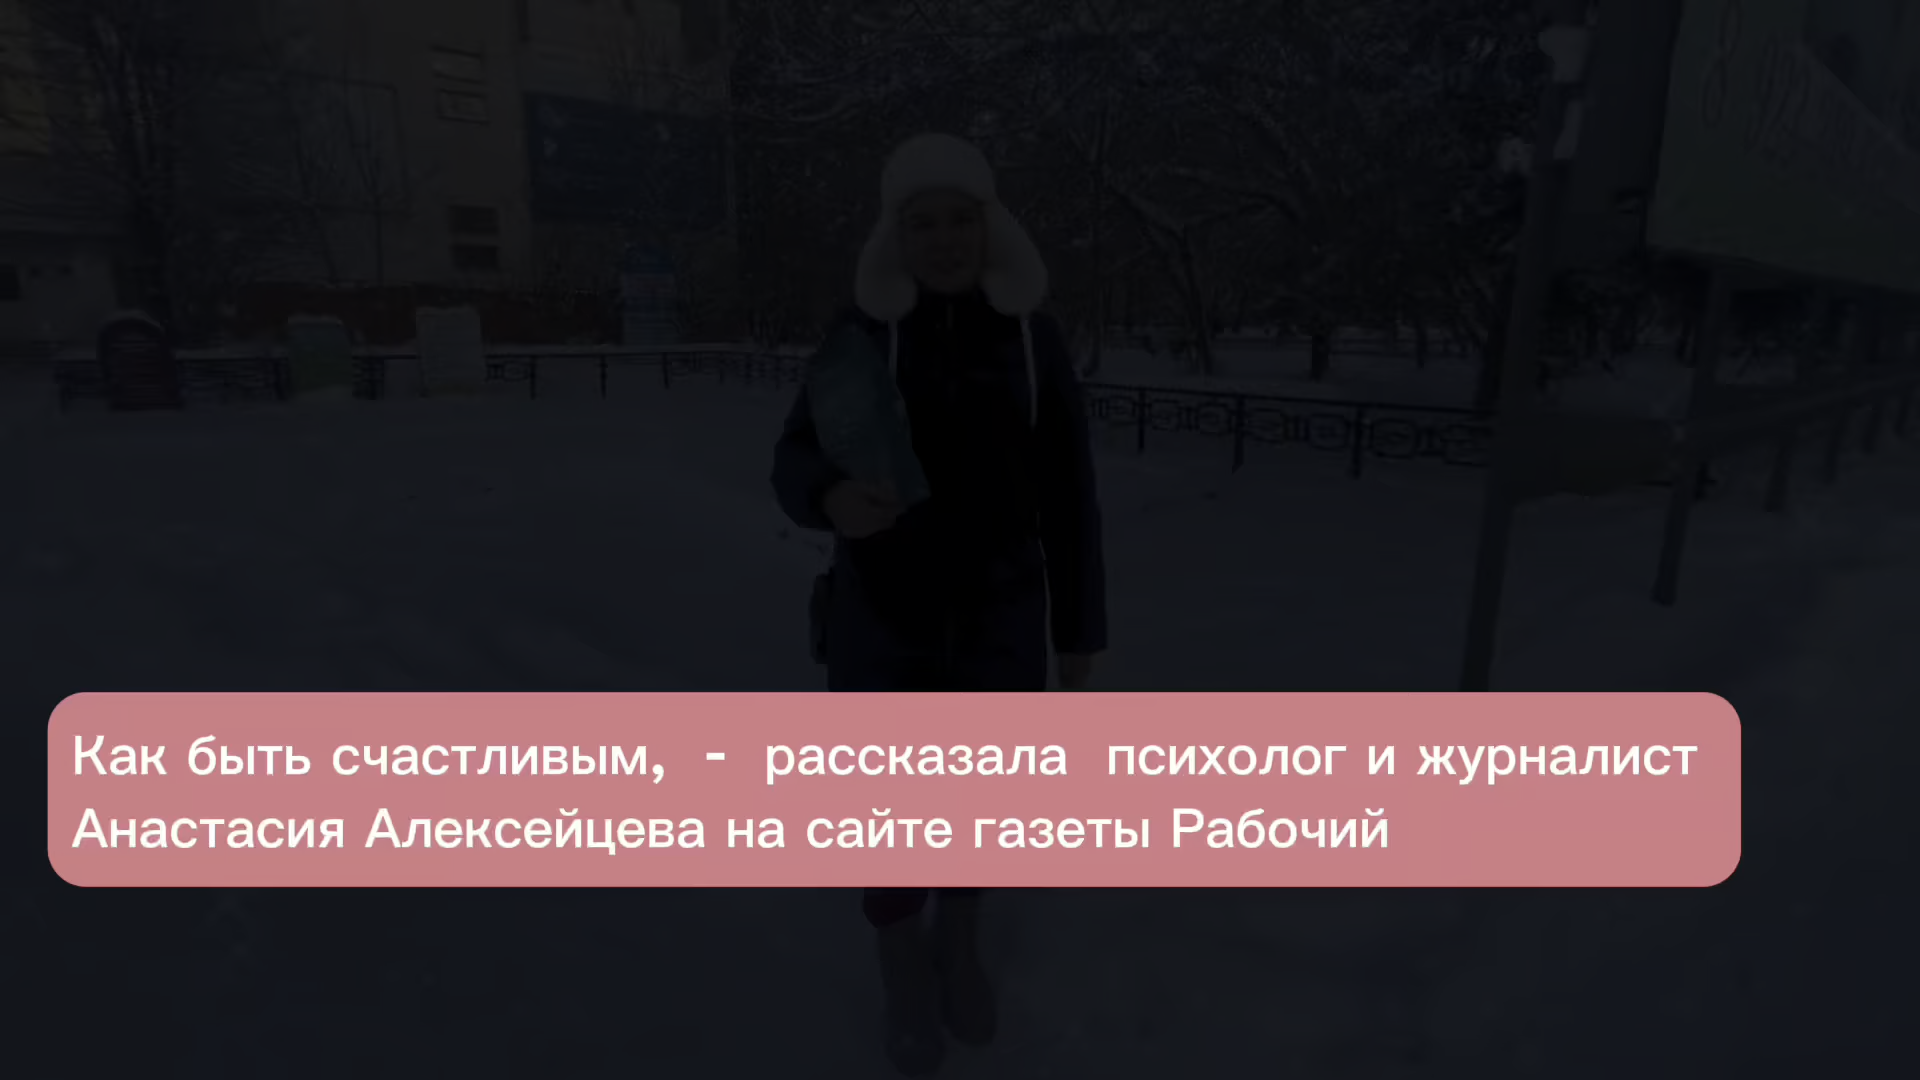 Как быть счастливым, - рассказала психолог и журналист
Анастасия Алексейцева на сайте газеты Рабочий